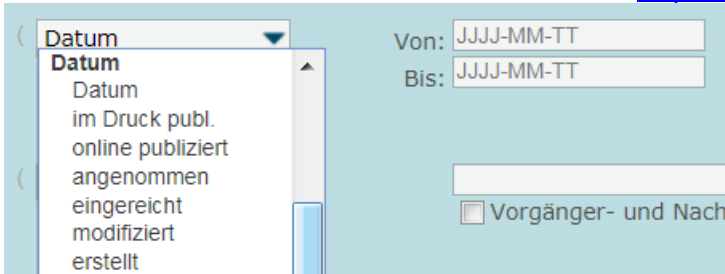 ( Datum
Von: JJJJ-MM-TT
Datum
Bis: JJJJ-MM-TT
Datum
im Druck publ.
online publiziert
angenommen
(
eingereicht
Vorgänger- und Nach
modifiziert
erstellt